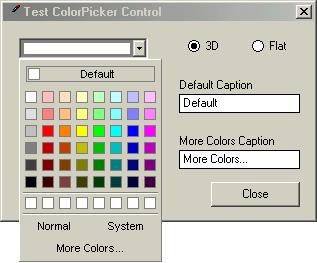 Test ColorPicker Control
3D
Flat
Default
Default Caption
Default
More Colors Caption
More Colors...
Normal
System
More Colors...
Close